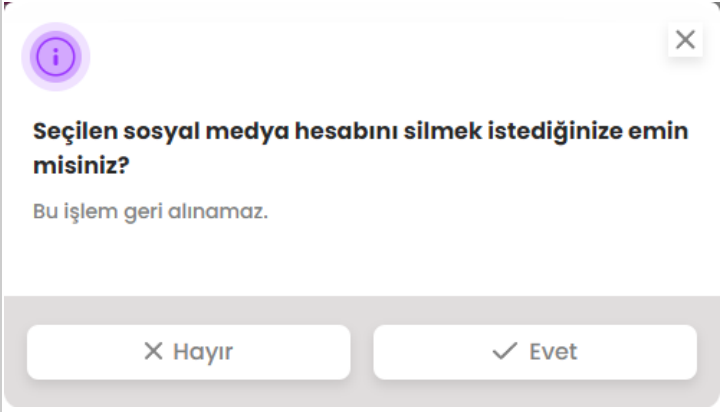 Seçilen sosyal medya hesabını silmek istediğinize emin
misiniz?
Bu işlem geri alınamaz.
Hayır
Evet